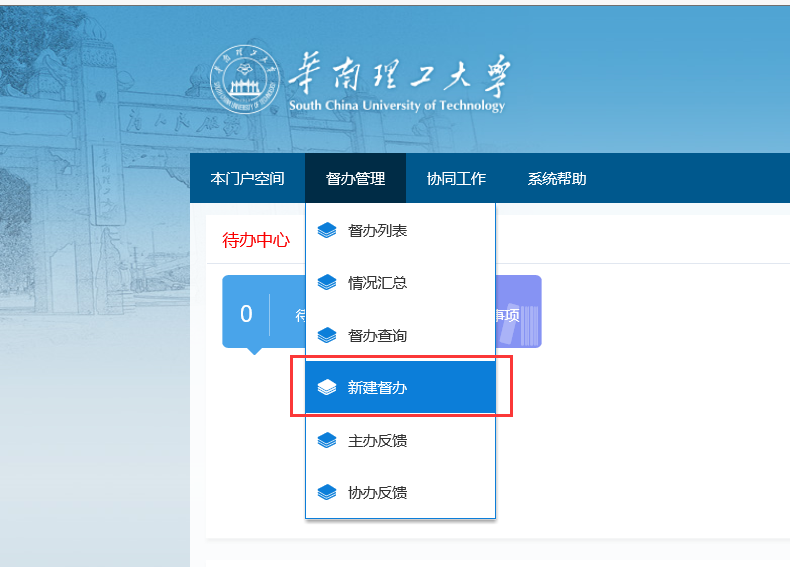 華南理工大學
South China University of Technology
本门户空间 督办管理 协同工作 系统帮助
待办中心
督办列表
情况汇总
0 待 事项
督办查询
新建督办
主办反馈
协办反馈